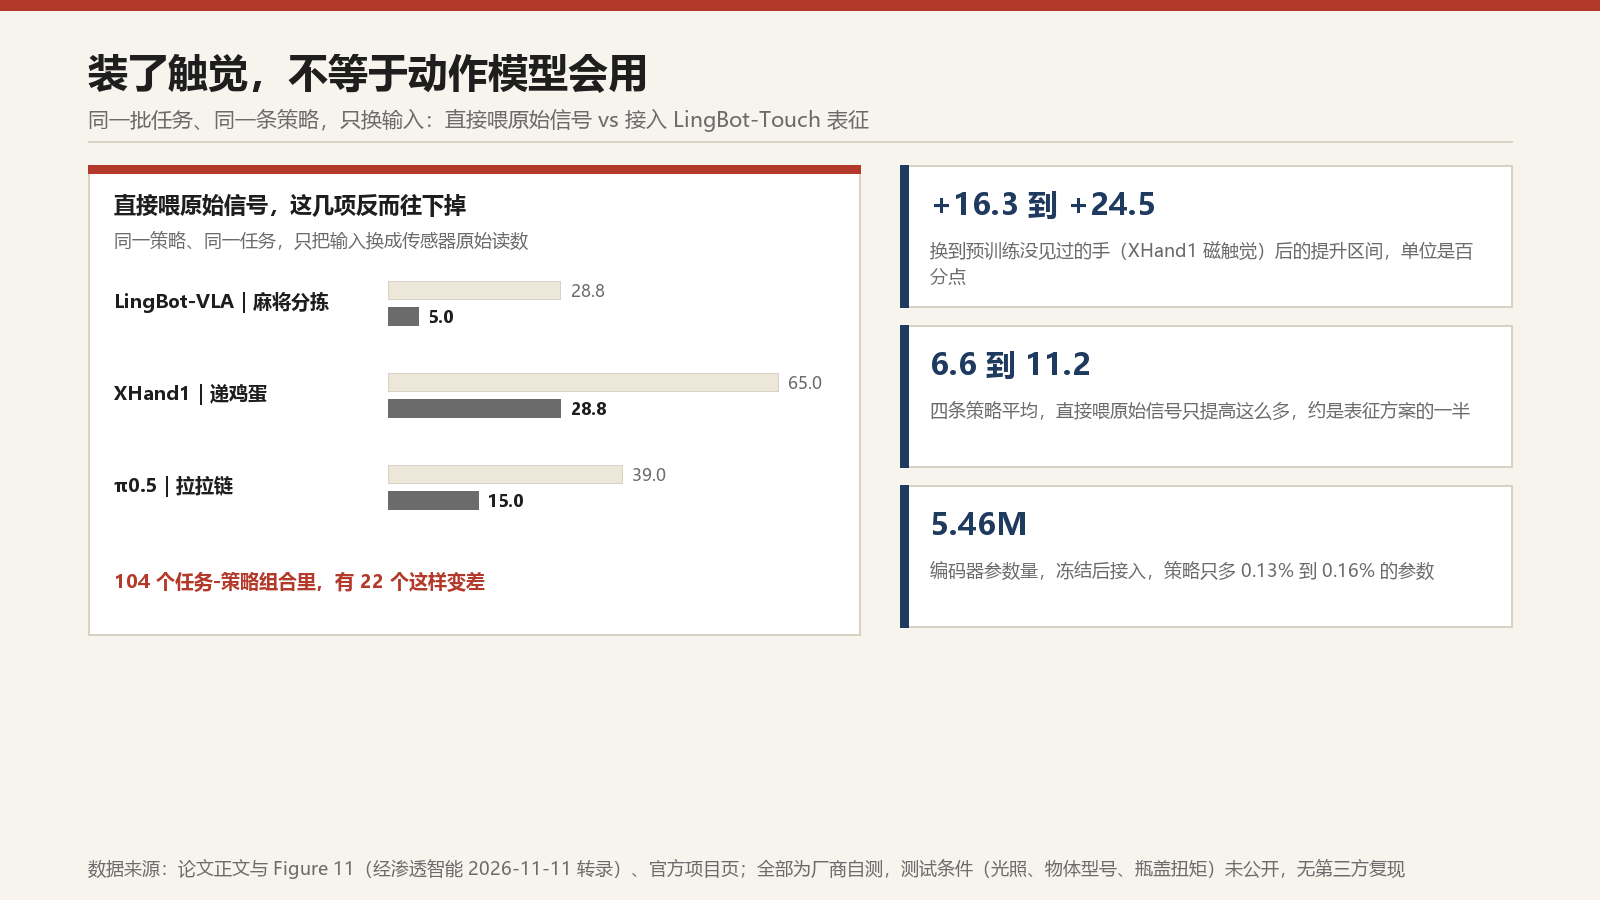 装了触觉，不等于动作模型会用
同一批任务、同一条策略，只换输入：直接喂原始信号 vs 接入 LingBot-Touch 表征
直接喂原始信号，这几项反而往下掉
同一策略、同一任务，只把输入换成传感器原始读数
LingBot-VLA｜麻将分拣
28.8
5.0
XHand1｜递鸡蛋
65.0
28.8
π0.5｜拉拉链
39.0
15.0
104 个任务-策略组合里，有 22 个这样变差
+16.3 到 +24.5
换到预训练没见过的手（XHand1 磁触觉）后的提升区间，单位是百
分点
6.6 到 11.2
四条策略平均，直接喂原始信号只提高这么多，约是表征方案的一半
5.46M
编码器参数量，冻结后接入，策略只多 0.13% 到 0.16% 的参数
数据来源：论文正文与 Figure 11（经渗透智能 2026-11-11 转录）、官方项目页；全部为厂商自测，测试条件（光照、物体型号、瓶盖扭矩）未公开，无第三方复现